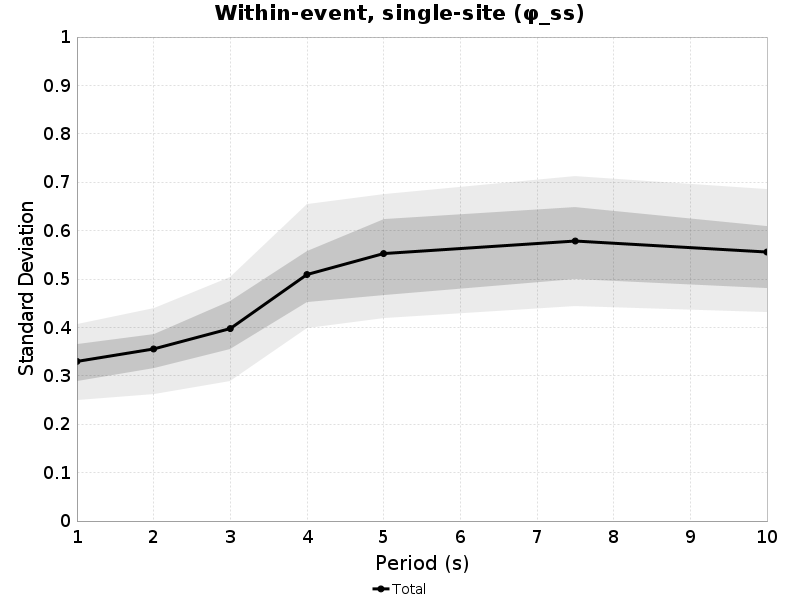 Within-event, single-site (φ_ss)
Standard Deviation
1
0.9
0.8
0.7
0.6
0.5
0.4
0.3
0.2
0.1
0
1 2 3 4 5 6 7 8 9 10
Period (s)
Total